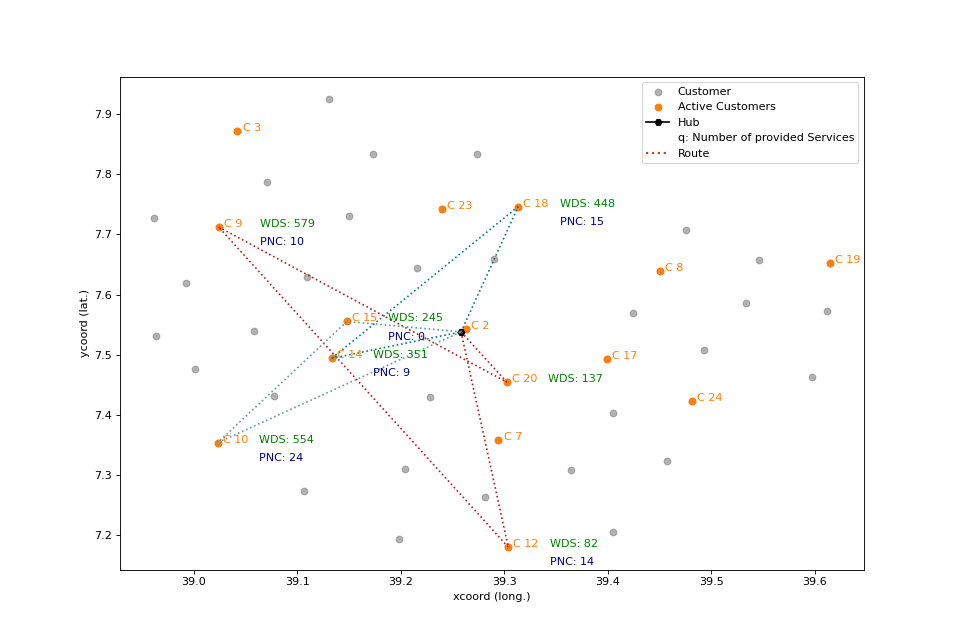 Customer
Active Customers
Hub
q: Number of provided Services
Route
7.9
7.8
7.7
7.6
7.5
7.4
7.3
7.2
ycoord (lat.)
C 3
C 23
C 18
WDS: 448
PNC: 15
C 9
WDS: 579
PNC: 10
C 8
C 19
C 15
WDS: 245
PNC: 0
C 2
C 14
WDS: 351
PNC: 9
C 17
C 20
WDS: 137
C 24
C 7
C 10
WDS: 554
PNC: 24
C 12
WDS: 82
PNC: 14
39.0
39.1
39.2
39.3
39.4
39.5
39.6
xcoord (long.)